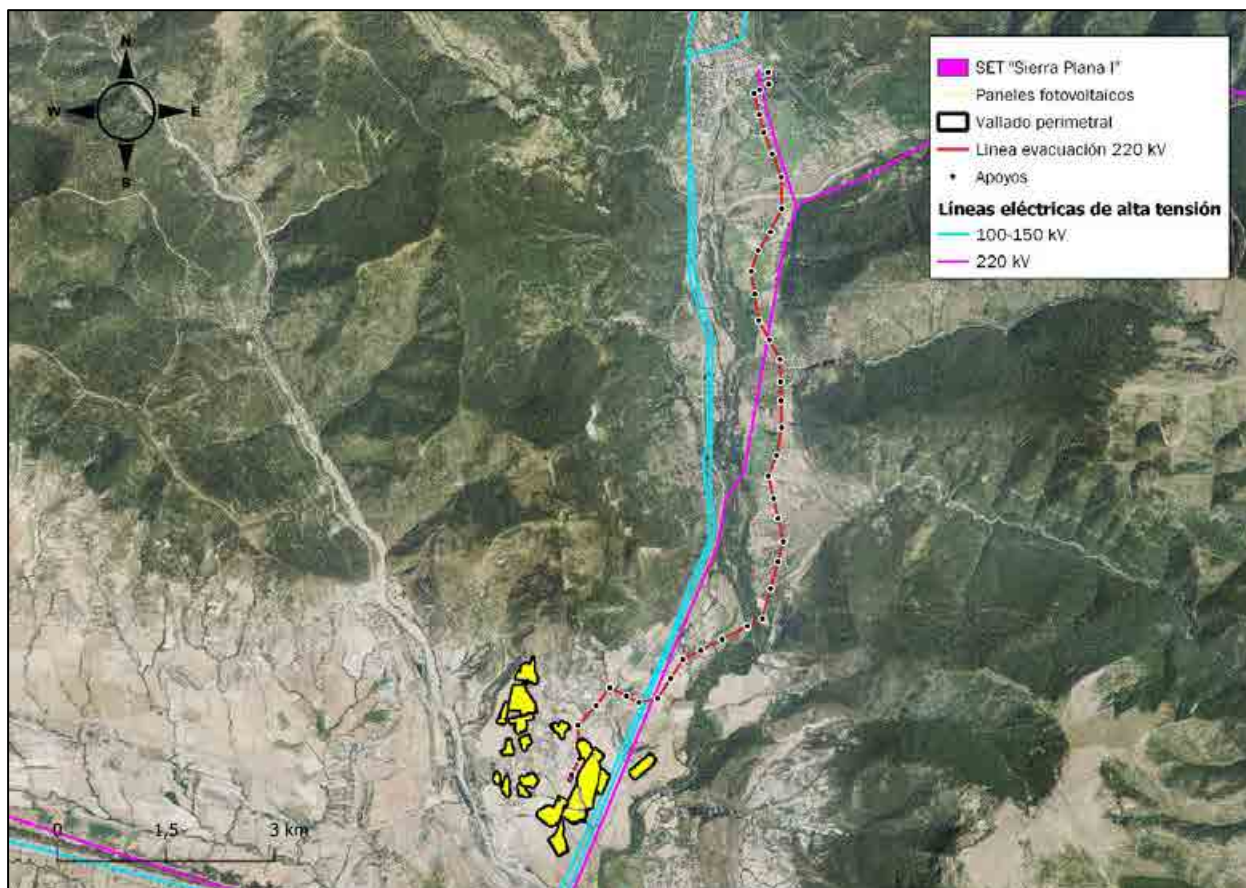 N
W
E
S
SET "Sierra Plana I"
Paneles fotovoltaicos
Vallado perimetral
Línea evacuación 220 kV
Apoyos
Líneas eléctricas de alta tensión
100-150 kV
220 kV
0 1,5 3 km